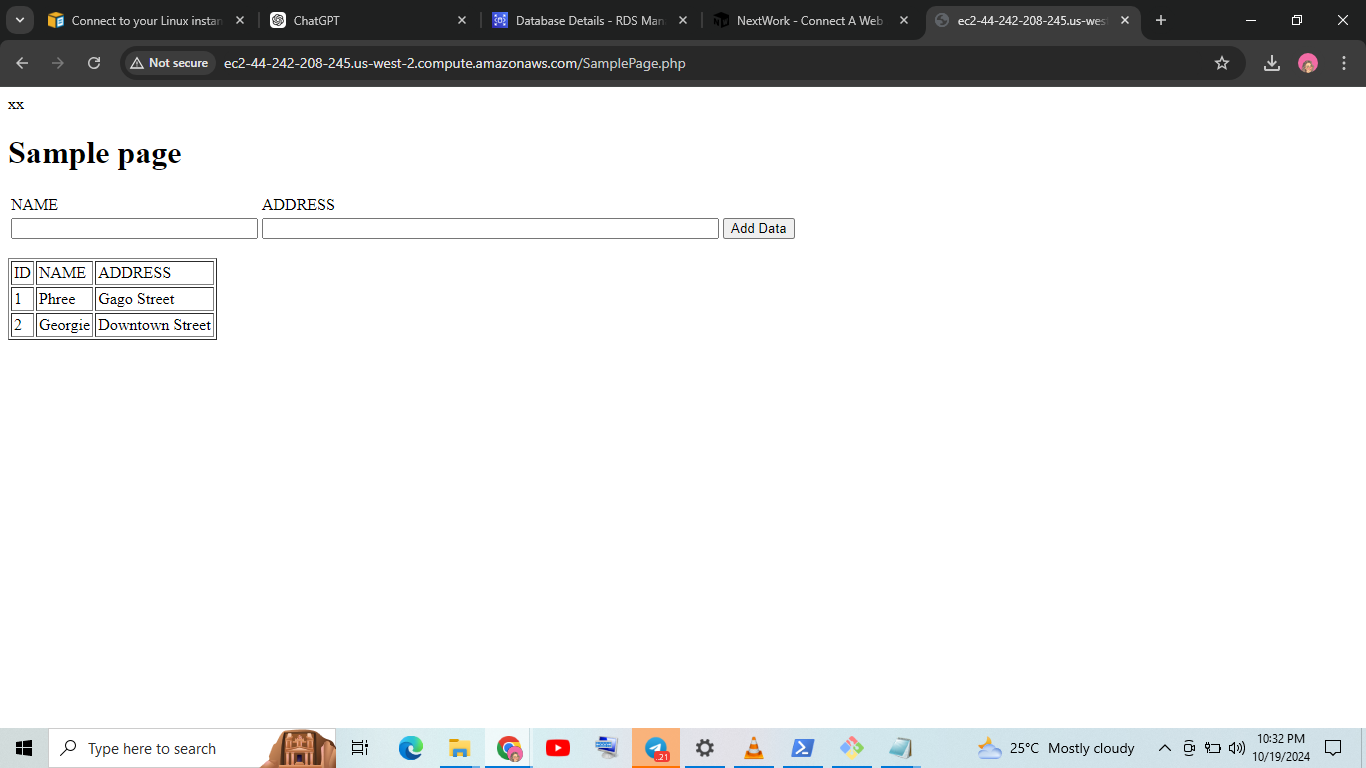 Connect to your Linux instan
ChatGPT
Database Details - RDS Man
NextWork - Connect A Web
ec2-44-242-208-245.us-wes
Not secure
ec2-44-242-208-245.us-west-2.compute.amazonaws.com/SamplePage.php
xx
Sample page
NAME ADDRESS
Add Data
ID NAME ADDRESS
1 Phree Gago Street
2 Georgie Downtown Street
Type here to search
21
25°C Mostly cloudy
10:32 PM
10/19/2024